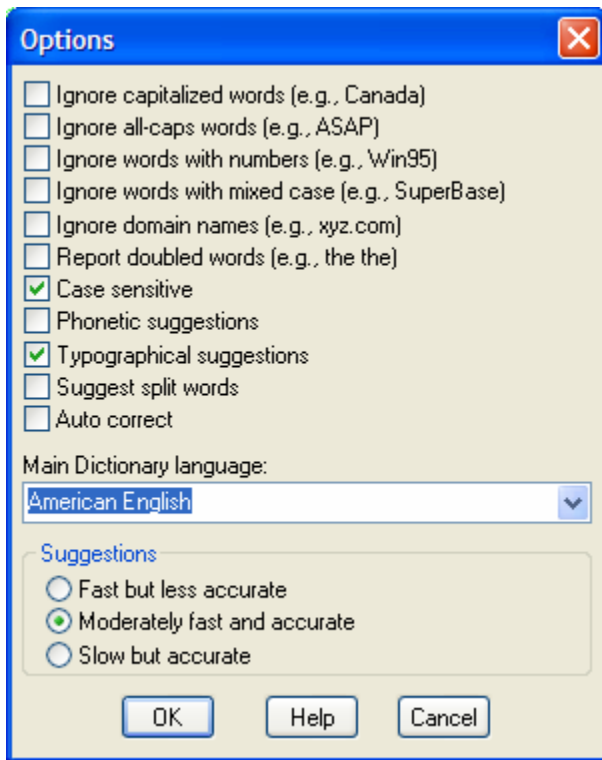 Options
Ignore capitalized words (e.g., Canada)
Ignore all-caps words (e.g., ASAP)
Ignore words with numbers (e.g., Win95)
Ignore words with mixed case (e.g., SuperBase)
Ignore domain names (e.g., xyz.com)
Report doubled words (e.g., the the)
Case sensitive
Phonetic suggestions
Typographical suggestions
Suggest split words
Auto correct
Main Dictionary language:
American English
Suggestions
Fast but less accurate
Moderately fast and accurate
Slow but accurate
OK Help Cancel